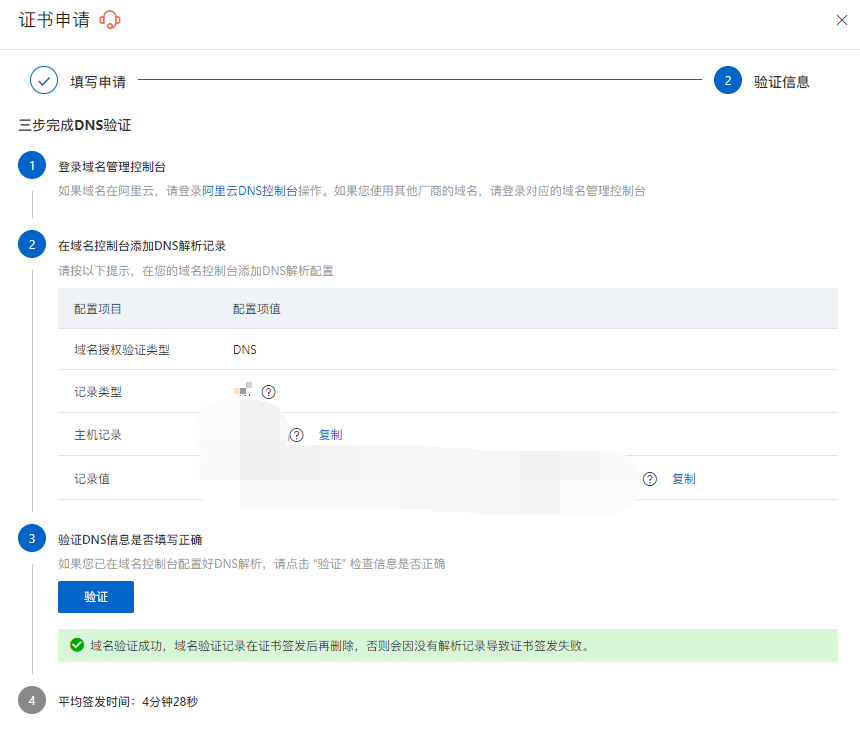 证书申请
填写申请
2 验证信息
三步完成DNS验证
1 登录域名管理控制台
如果域名在阿里云，请登录阿里云DNS控制台操作。如果您使用其他厂商的域名，请登录对应的域名管理控制台
2 在域名控制台添加DNS解析记录
请按以下提示，在您的域名控制台添加DNS解析配置
配置项目 配置项值
域名授权验证类型 DNS
记录类型 ?
主机记录 ? 复制
记录值 ? 复制
3 验证DNS信息是否填写正确
如果您已在域名控制台配置好DNS解析，请点击 “验证” 检查信息是否正确
验证
域名验证成功，域名验证记录在证书签发后再删除，否则会因没有解析记录导致证书签发失败。
4 平均签发时间：4分钟28秒